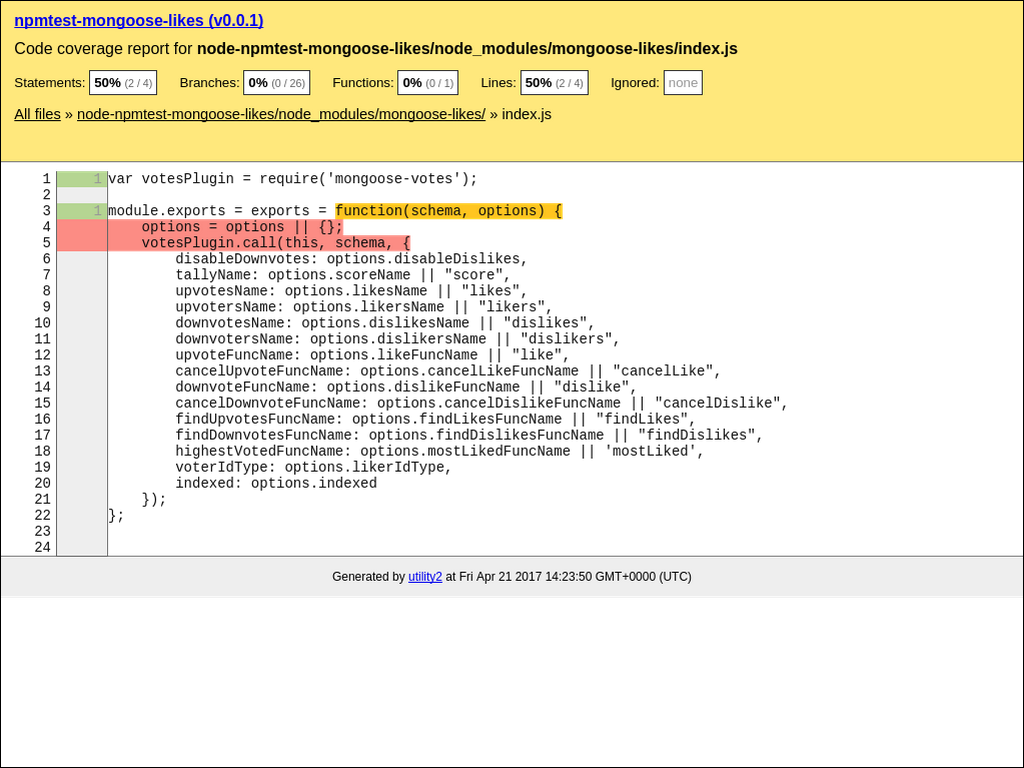 npmtest-mongoose-likes (v0.0.1)
Code coverage report for node-npmtest-mongoose-likes/node_modules/mongoose-likes/index.js
Statements: 50% (2 / 4) Branches: 0% (0 / 26) Functions: 0% (0 / 1) Lines: 50% (2 / 4) Ignored: none
All files » node-npmtest-mongoose-likes/node_modules/mongoose-likes/ » index.js
1 1 var votesPlugin = require('mongoose-votes');
2
3 1 module.exports = exports = function(schema, options) {
4     options = options || {};
5     votesPlugin.call(this, schema, {
6         disableDownvotes: options.disableDislikes,
7         tallyName: options.scoreName || "score",
8         upvotesName: options.likesName || "likes",
9         upvotersName: options.likersName || "likers",
10         downvotesName: options.dislikesName || "dislikes",
11         downvotersName: options.dislikersName || "dislikers",
12         upvoteFuncName: options.likeFuncName || "like",
13         cancelUpvoteFuncName: options.cancelLikeFuncName || "cancelLike",
14         downvoteFuncName: options.dislikeFuncName || "dislike",
15         cancelDownvoteFuncName: options.cancelDislikeFuncName || "cancelDislike",
16         findUpvotesFuncName: options.findLikesFuncName || "findLikes",
17         findDownvotesFuncName: options.findDislikesFuncName || "findDislikes",
18         highestVotedFuncName: options.mostLikedFuncName || 'mostLiked',
19         voterIdType: options.likerIdType,
20         indexed: options.indexed
21     });
22 };
23
24
Generated by utility2 at Fri Apr 21 2017 14:23:50 GMT+0000 (UTC)